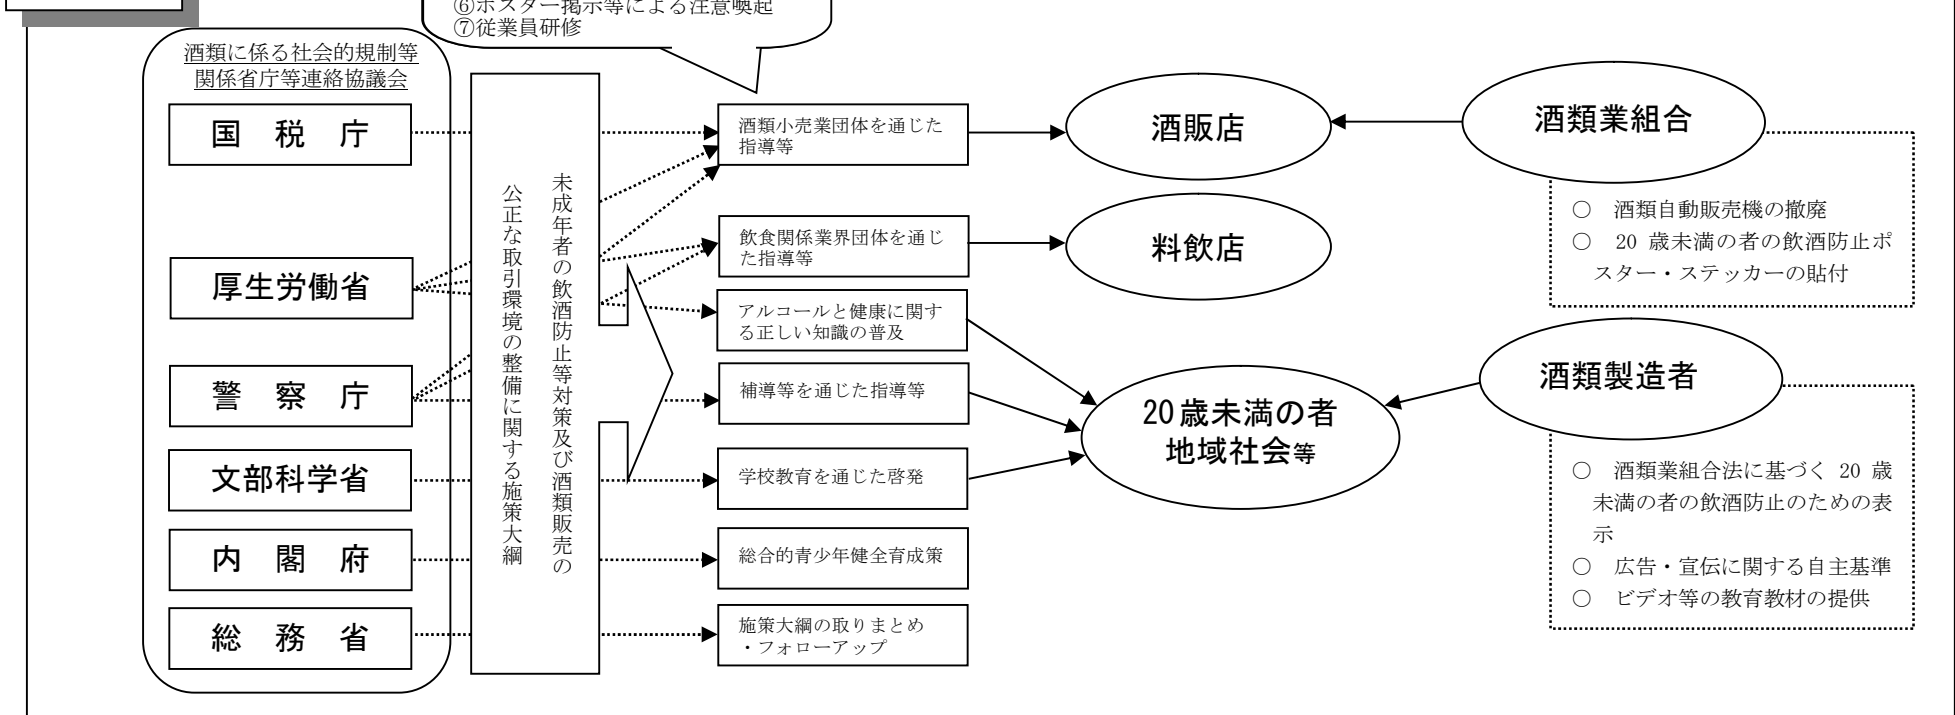 ⑥ポスター掲示等による注意喚起
⑦従業員研修
酒類に係る社会的規制等
関係省庁等連絡協議会
国　税　庁
厚生労働省
警　察　庁
文部科学省
内　閣　府
総　務　省
未成年者の飲酒防止等対策及び酒類販売の
公正な取引環境の整備に関する施策大綱
酒類小売業団体を通じた
指導等
飲食関係業界団体を通じ
た指導等
アルコールと健康に関す
る正しい知識の普及
補導等を通じた指導等
学校教育を通じた啓発
総合的青少年健全育成策
施策大綱の取りまとめ
・フォローアップ
酒販店
料飲店
20歳未満の者
地域社会等
酒類業組合
○　酒類自動販売機の撤廃
○　20 歳未満の者の飲酒防止ポ
スター・ステッカーの貼付
酒類製造者
○　酒類業組合法に基づく 20 歳
未満の者の飲酒防止のための表
示
○　広告・宣伝に関する自主基準
○　ビデオ等の教育教材の提供